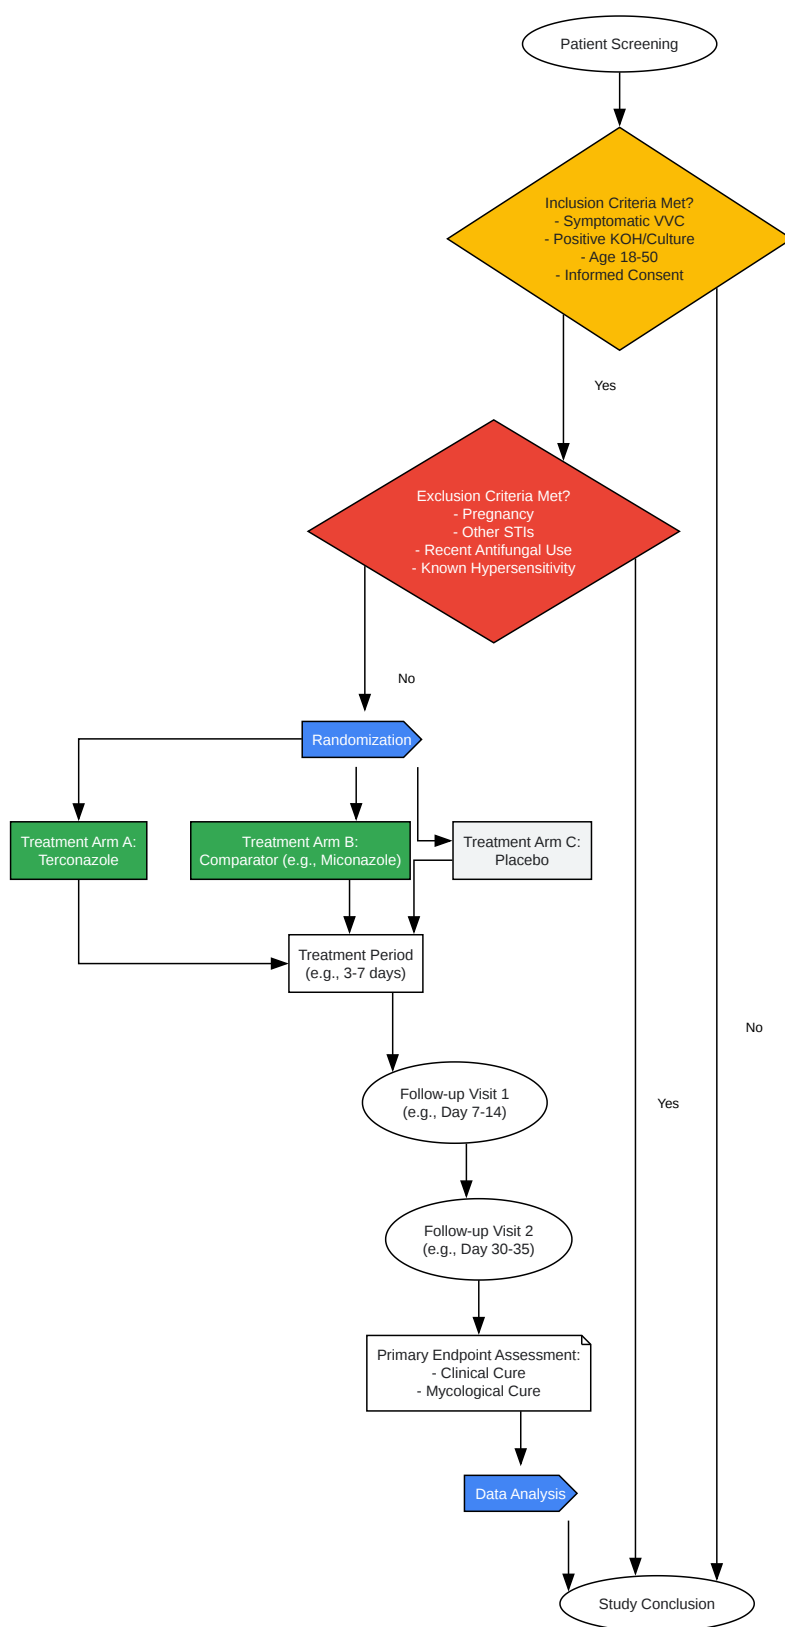 Patient Screening
Inclusion Criteria Met?
- Symptomatic VVC
- Positive KOH/Culture
- Age 18-50
- Informed Consent
Yes
Exclusion Criteria Met?
- Pregnancy
- Other STIs
- Recent Antifungal Use
- Known Hypersensitivity
No
Randomization
Treatment Arm A:
Terconazole
Treatment Arm B:
Comparator (e.g., Miconazole)
Treatment Arm C:
Placebo
Treatment Period
(e.g., 3-7 days)
No
Follow-up Visit 1
(e.g., Day 7-14)
Yes
Follow-up Visit 2
(e.g., Day 30-35)
Primary Endpoint Assessment:
- Clinical Cure
- Mycological Cure
Data Analysis
Study Conclusion